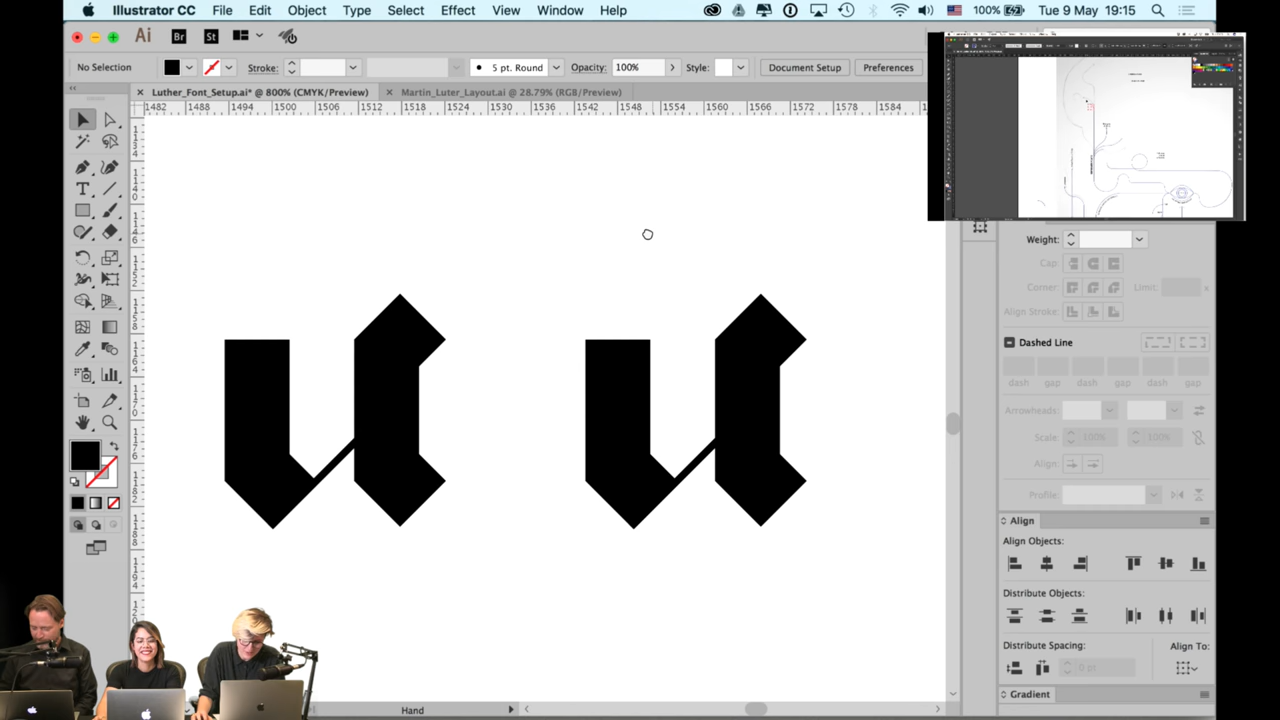 Illustrator CC File Edit Object Type Select Effect View Window Help 100% Tue 9 May 19:15
Ai Br St
No Selection Stroke: 5 pt. Round Opacity: 100% Style: Document Setup Preferences
× Luther_Font_Setup.ai* @ 800% (CMYK/Preview) × Martin_Luter_Layout.ai @ 28.79% (RGB/Preview)
1482 1488 1494 1500 1506 1512 1518 1524 1530 1536 1542 1548 1554 1560 1566 1572 1578 1584
u u
Weight:
Cap:
Corner: Limit: x
Align Stroke:
Dashed Line
dash gap dash gap dash gap
Arrowheads:
Scale: 100% 100%
Align:
Profile:
Align
Align Objects:
Distribute Objects:
Distribute Spacing: Align To:
0 pt
Gradient
Hand